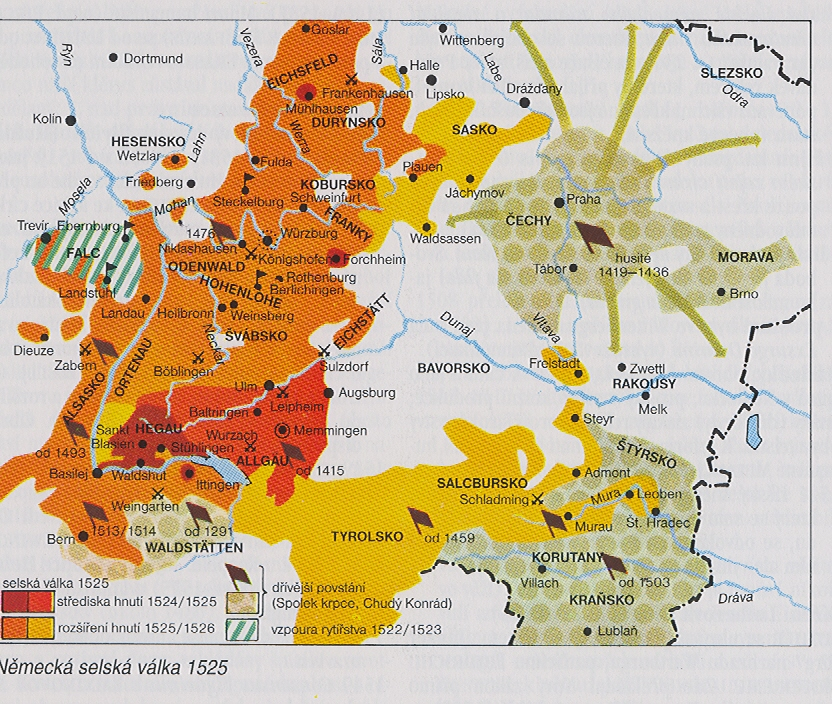 Goslar
Wittenberg
Rýn
Dortmund
Vezera
Sála
Labe
EICHSFELD
Halle
SLEZSKO
Frankenhausen
Lipsko
Drážďany
Odra
Mühlhausen
DURYNSKO
Kolín
SASKO
Werra
HESENSKO
Lahn
Wetzlar
Fulda
Plauen
Friedberg
KOBURSKO
Jáchymov
Mosela
Steckelburg
Schweinfurt
Praha
Mohan
FRANKY
ČECHY
Trevír
Ebernburg
1476
Würzburg
Waldsassen
husité
1419–1436
Niklashausen
FALC
Königshofen
Forchheim
MORAVA
ODENWALD
Tábor
Rothenburg
HOHENLOHE
Berlichingen
Landstuhl
Brno
Landau
Heilbronn
Weinsberg
EICHSTÄTT
Dunaj
Vltava
Neckar
ŠVÁBSKO
Dieuze
ORTENAU
Zabern
Böblingen
Sulzdorf
Freistadt
Zwettl
BAVORSKO
RAKOUSY
Ulm
Augsburg
Melk
ALSASKO
Leipheim
Baltringen
Steyr
Sankt
Blasien
HEGAU
Memmingen
Wurzach
Stühlingen
ŠTÝRSKO
od 1493
ALLGÄU
od 1415
Basilej
Waldshut
Ittingen
Admont
SALCBURSKO
Mura
Leoben
Weingarten
Schladming
Št. Hradec
1513/1514
od 1291
Murau
Bern
TYROLSKO
od 1459
WALDSTÄTTEN
KORUTANY
Villach
od 1503
KRAŇSKO
Dráva
Lublaň
selská válka 1525
střediska hnutí 1524/1525
rozšíření hnutí 1525/1526
dřívější povstání
(Spolek krpce, Chudý Konrád)
vzpoura rytířstva 1522/1523
Německá selská válka 1525